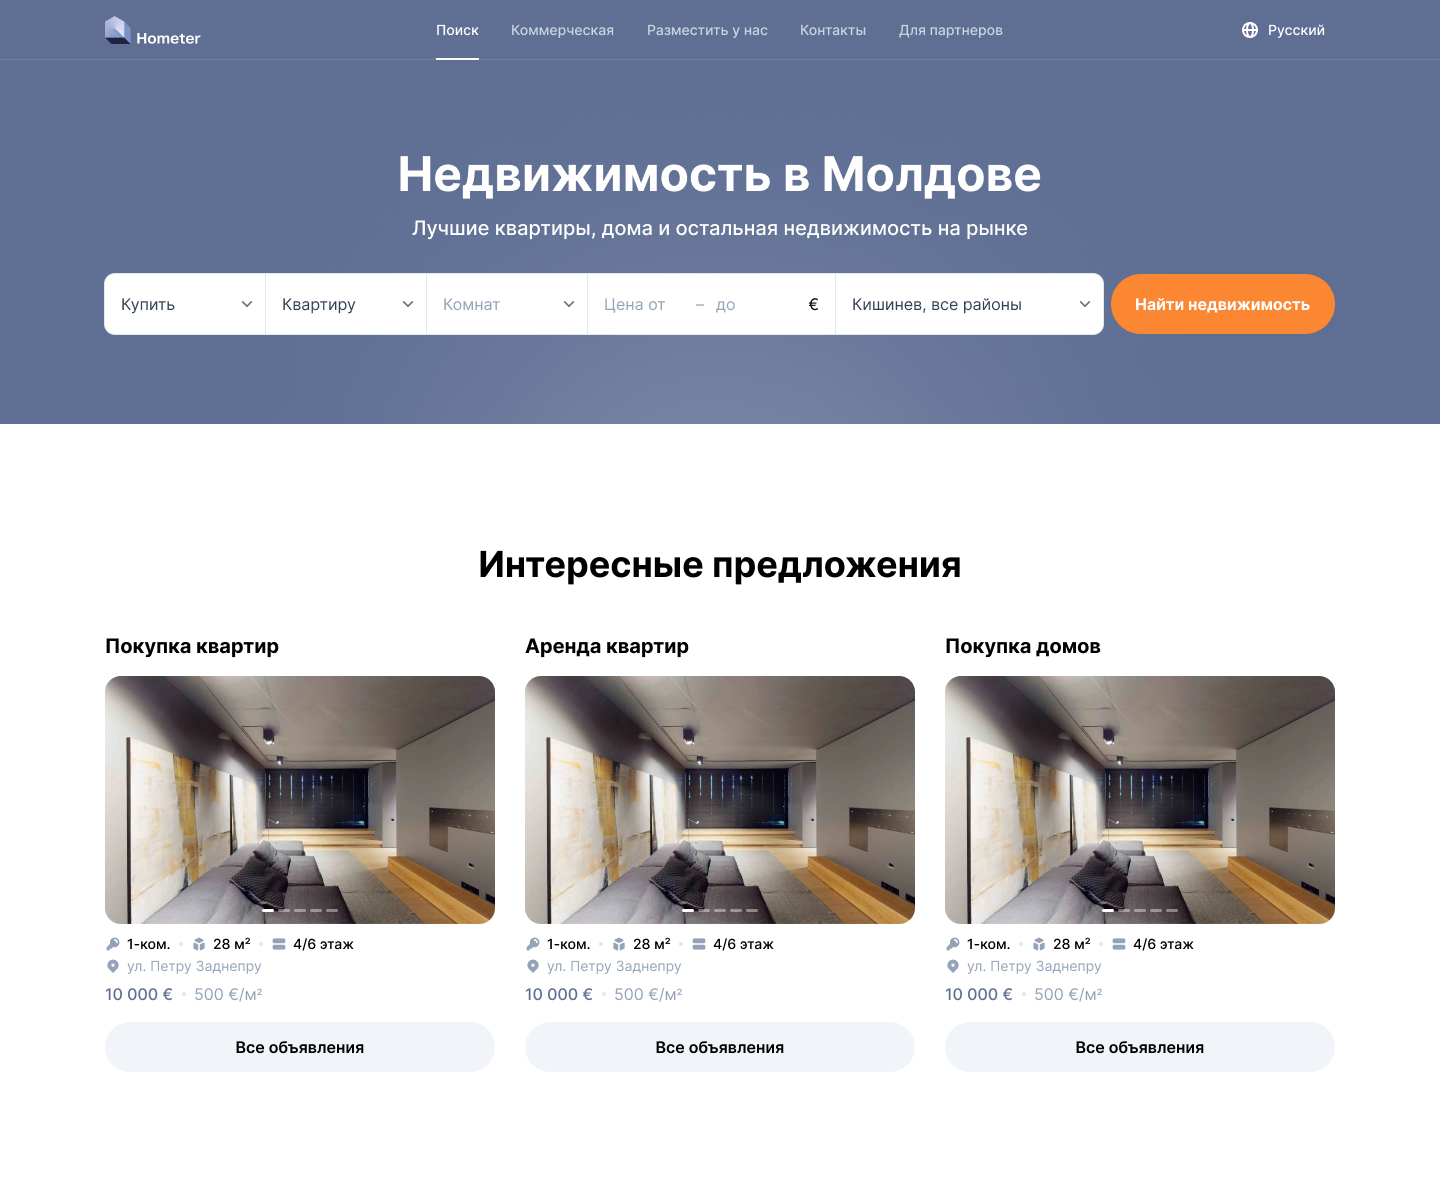 Hometer
Поиск
Коммерческая
Разместить у нас
Контакты
Для партнеров
Русский
Недвижимость в Молдове
Лучшие квартиры, дома и остальная недвижимость на рынке
Купить
Квартиру
Комнат
Цена от – до €
Кишинев, все районы
Найти недвижимость
Интересные предложения
Покупка квартир
1-ком. • 28 м² • 4/6 этаж
ул. Петру Заднепру
10 000 € • 500 €/м²
Все объявления
Аренда квартир
1-ком. • 28 м² • 4/6 этаж
ул. Петру Заднепру
10 000 € • 500 €/м²
Все объявления
Покупка домов
1-ком. • 28 м² • 4/6 этаж
ул. Петру Заднепру
10 000 € • 500 €/м²
Все объявления